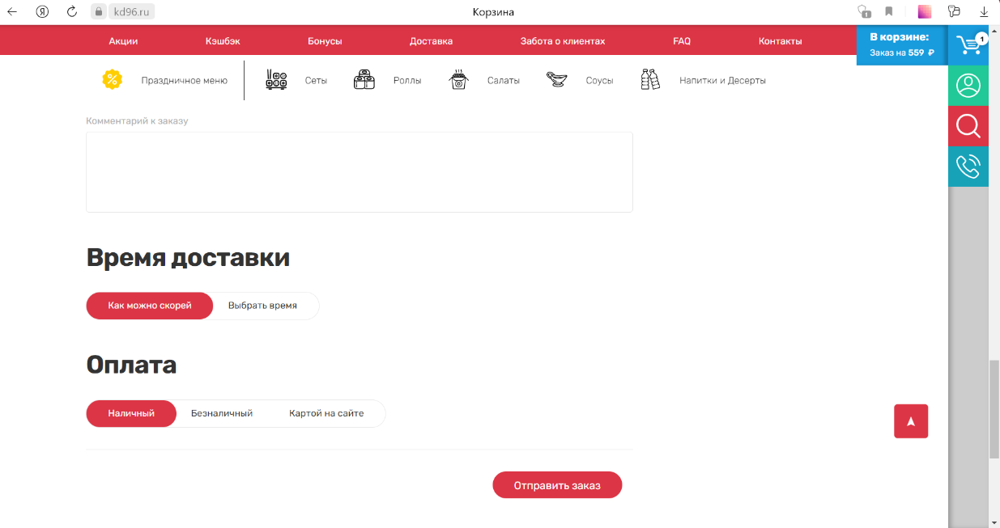 kd96.ru
Корзина
1
Акции Кэшбэк Бонусы Доставка Забота о клиентах FAQ Контакты
В корзине:
Заказ на 559 ₽
1
% Праздничное меню Сеты Роллы Салаты Соусы Напитки и Десерты
Комментарий к заказу
Время доставки
Как можно скорей Выбрать время
Оплата
Наличный Безналичный Картой на сайте
Отправить заказ